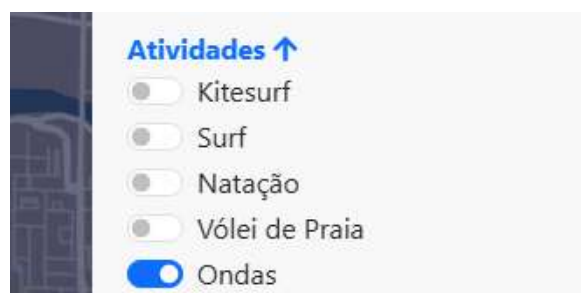 Atividades ↑
Kitesurf
Surf
Natação
Vólei de Praia
Ondas